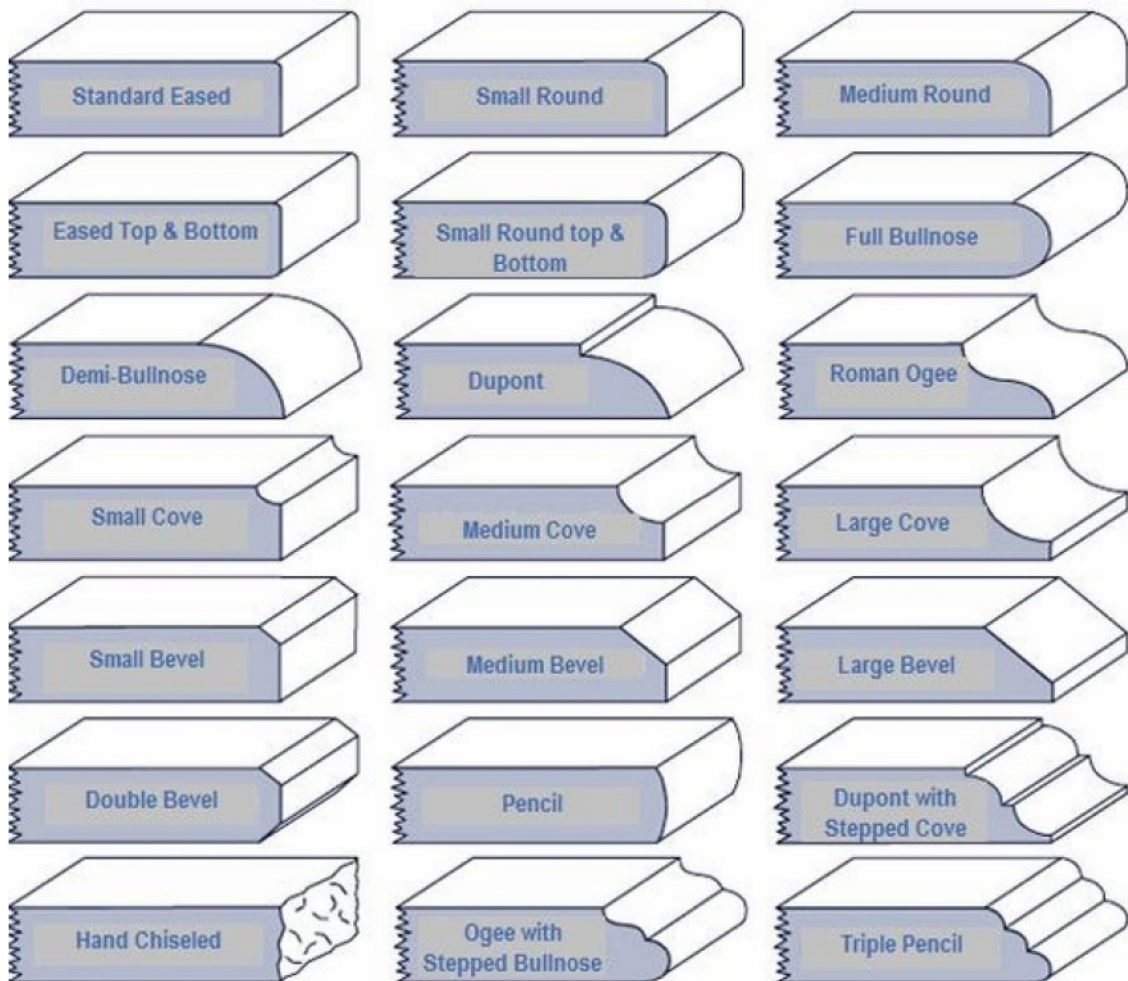 Standard Eased
Small Round
Medium Round
Eased Top & Bottom
Small Round top &
Bottom
Full Bullnose
Demi-Bullnose
Dupont
Roman Ogee
Small Cove
Medium Cove
Large Cove
Small Bevel
Medium Bevel
Large Bevel
Double Bevel
Pencil
Dupont with
Stepped Cove
Hand Chiseled
Ogee with
Stepped Bullnose
Triple Pencil